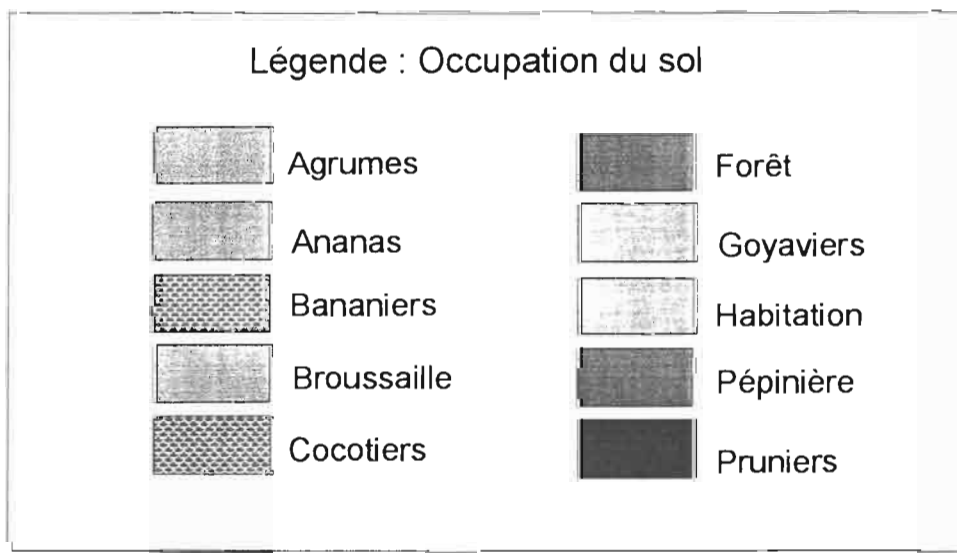 Légende : Occupation du sol
Agrumes
Ananas
Bananiers
Broussaille
Cocotiers
Forêt
Goyaviers
Habitation
Pépinière
Pruniers